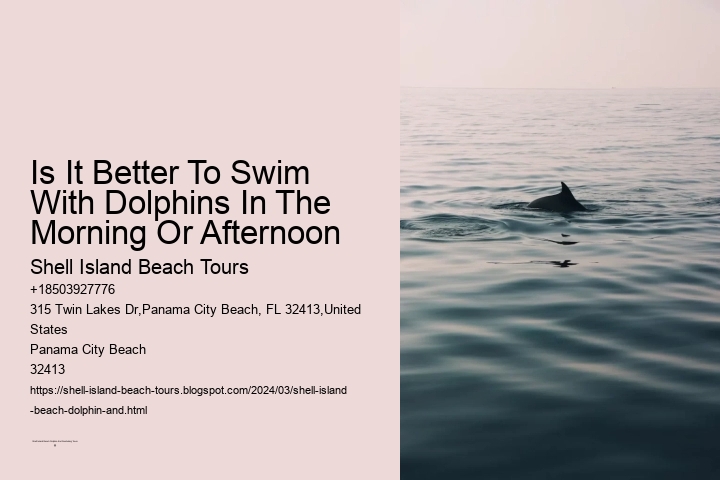 Is It Better To Swim
With Dolphins In The
Morning Or Afternoon
Shell Island Beach Tours
+18503927776
315 Twin Lakes Dr,Panama City Beach, FL 32413,United
States
Panama City Beach
32413
https://shell-island-beach-tours.blogspot.com/2024/03/shell-island
-beach-dolphin-and.html